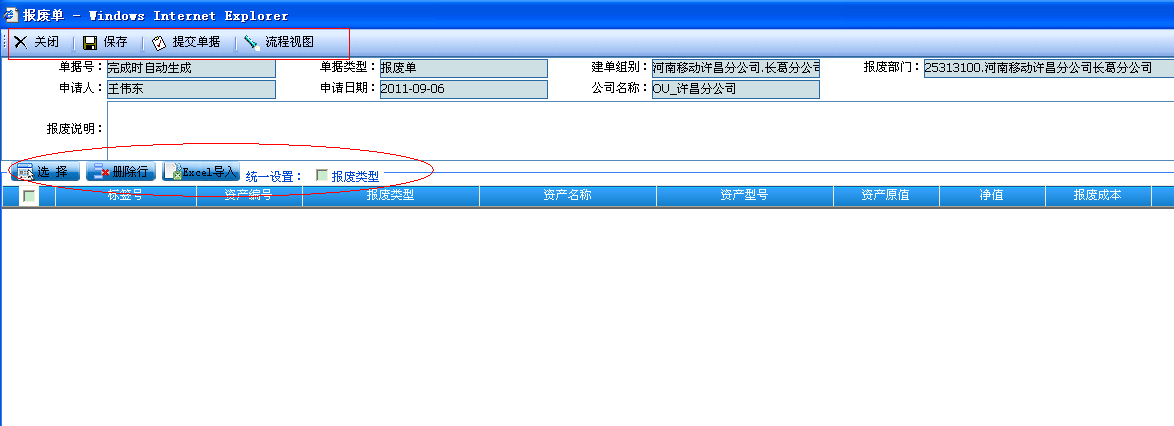 报废单 - Windows Internet Explorer
关闭 保存 提交单据 流程视图
单据号： 完成时自动生成 单据类型： 报废单 建单组别： 河南移动许昌分公司.长葛分公司 报废部门： 25313100.河南移动许昌分公司长葛分公司
申请人： 王伟东 申请日期： 2011-09-06 公司名称： OU_许昌分公司
报废说明：
选 择 删除行 Excel导入 统一设置： 报废类型
标签号 资产编号 报废类型 资产名称 资产型号 资产原值 净值 报废成本